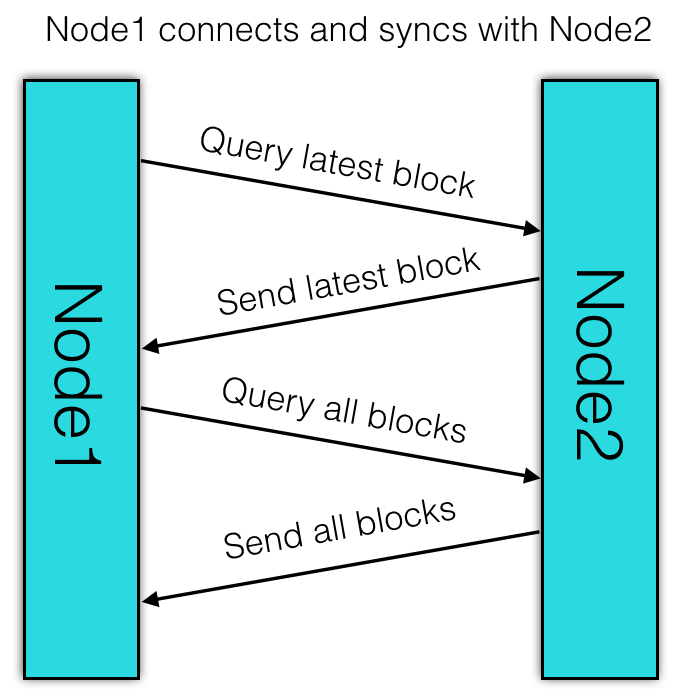 Node1 connects and syncs with Node2
Query latest block
Send latest block
Query all blocks
Send all blocks
Node1
Node2